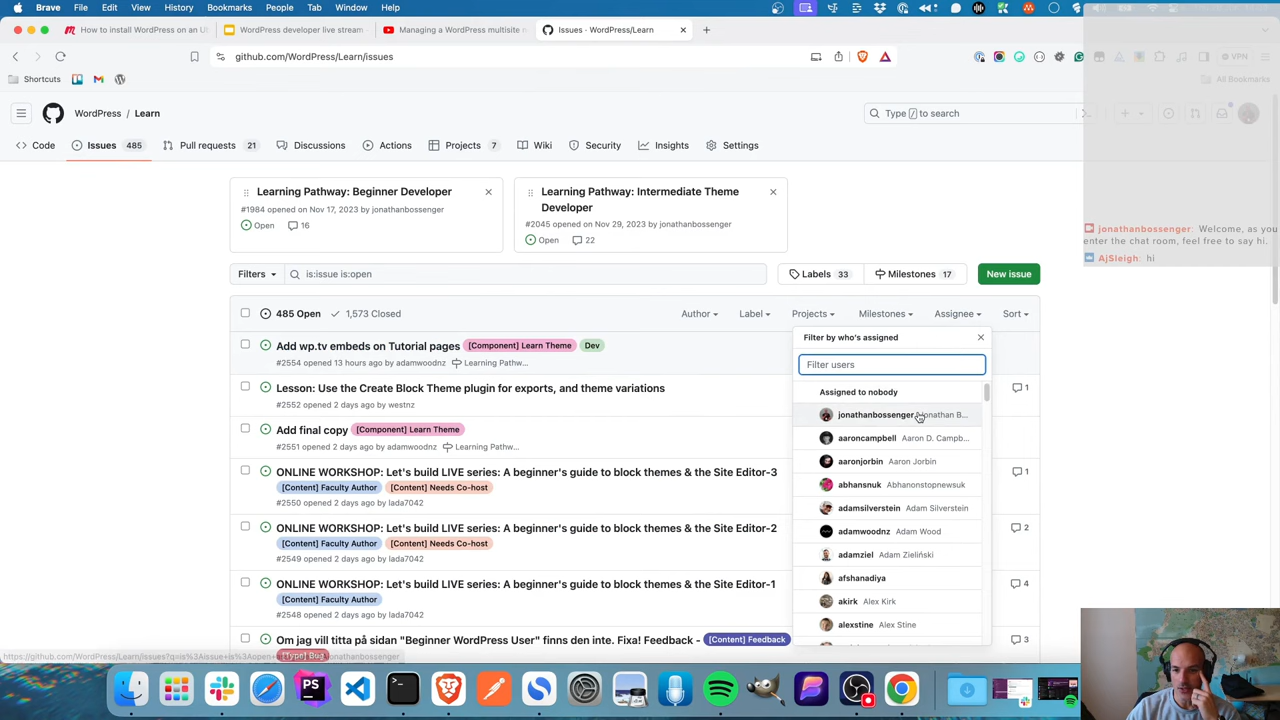 Brave File Edit View History Bookmarks People Tab Window Help
How to install WordPress on an U
WordPress developer live stream
Managing a WordPress multisite n
Issues · WordPress/Learn
github.com/WordPress/Learn/issues
VPN
Shortcuts
All Bookmarks
WordPress / Learn
Type / to search
Code
Issues 485
Pull requests 21
Discussions
Actions
Projects 7
Wiki
Security
Insights
Settings
Learning Pathway: Beginner Developer
#1984 opened on Nov 17, 2023 by jonathanbossenger
Open 16
Learning Pathway: Intermediate Theme
Developer
#2045 opened on Nov 29, 2023 by jonathanbossenger
Open 22
jonathanbossenger: Welcome, as you
enter the chat room, feel free to say hi.
AjSleigh: hi
Filters
is:issue is:open
Labels 33
Milestones 17
New issue
485 Open 1,573 Closed
Author Label Projects Milestones Assignee Sort
Add wp.tv embeds on Tutorial pages [Component] Learn Theme Dev
#2554 opened 13 hours ago by adamwoodnz Learning Pathw...
Lesson: Use the Create Block Theme plugin for exports, and theme variations
1
#2552 opened 2 days ago by westnz
Add final copy [Component] Learn Theme
#2551 opened 2 days ago by adamwoodnz Learning Pathw...
ONLINE WORKSHOP: Let's build LIVE series: A beginner's guide to block themes & the Site Editor-3
1
[Content] Faculty Author [Content] Needs Co-host
#2550 opened 2 days ago by lada7042
ONLINE WORKSHOP: Let's build LIVE series: A beginner's guide to block themes & the Site Editor-2
2
[Content] Faculty Author [Content] Needs Co-host
#2549 opened 2 days ago by lada7042
ONLINE WORKSHOP: Let's build LIVE series: A beginner's guide to block themes & the Site Editor-1
4
[Content] Faculty Author
#2548 opened 2 days ago by lada7042
Om jag vill titta på sidan "Beginner WordPress User" finns den inte. Fixa! Feedback - [Content] Feedback
3
[Type] Bug
Filter by who's assigned
Filter users
Assigned to nobody
jonathanbossenger Jonathan B...
aaroncampbell Aaron D. Campb...
aaronjorbin Aaron Jorbin
abhansnuk Abhanonstopnewsuk
adamsilverstein Adam Silverstein
adamwoodnz Adam Wood
adamziel Adam Zieliński
afshanadiya
akirk Alex Kirk
alexstine Alex Stine
PS